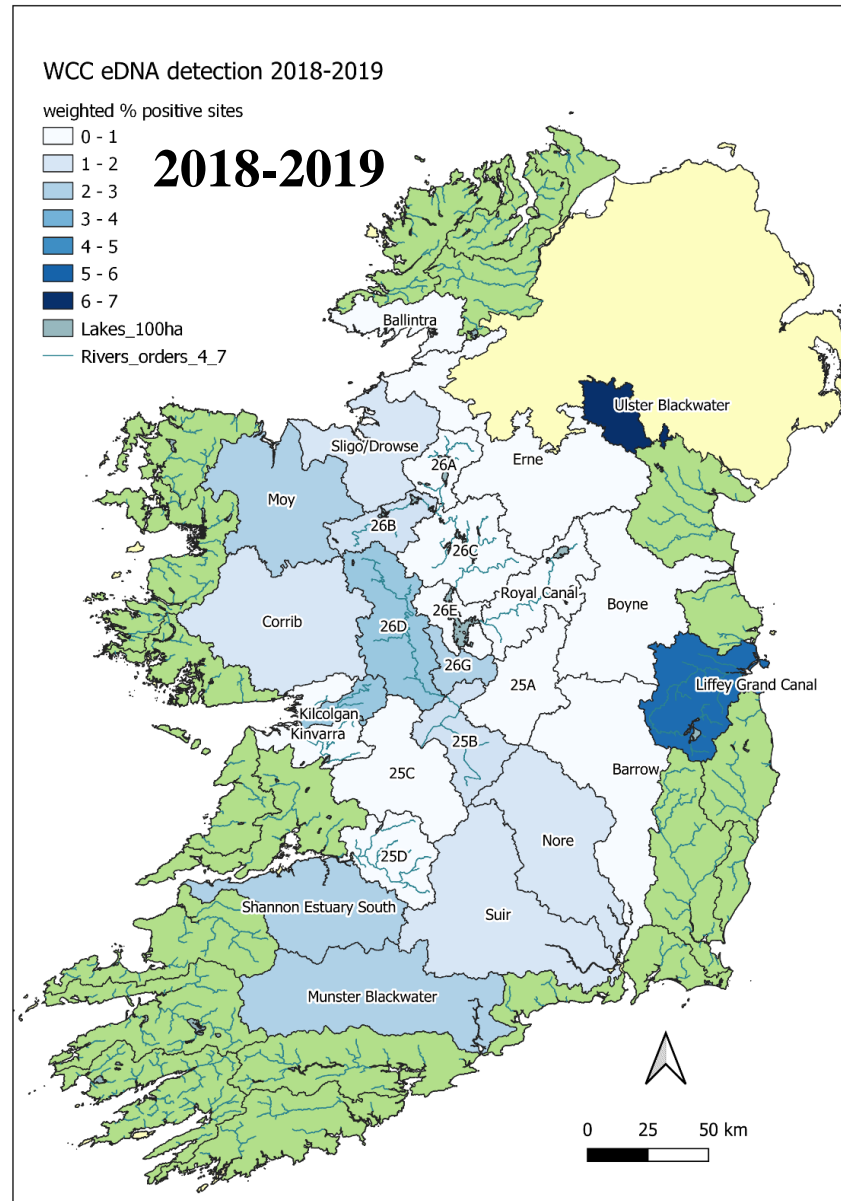 WCC eDNA detection 2018-2019
weighted % positive sites
0 - 1
1 - 2
2 - 3
3 - 4
4 - 5
5 - 6
6 - 7
Lakes_100ha
Rivers_orders_4_7
2018-2019
Ballintra
Ulster Blackwater
Sligo/Drowse
26A
Erne
Moy
26B
26C
Royal Canal
Boyne
26E
Corrib
26D
26G
25A
Liffey Grand Canal
Kilcolgan
Kinvarra
25B
25C
Barrow
Nore
25D
Shannon Estuary South
Suir
Munster Blackwater
0 25 50 km